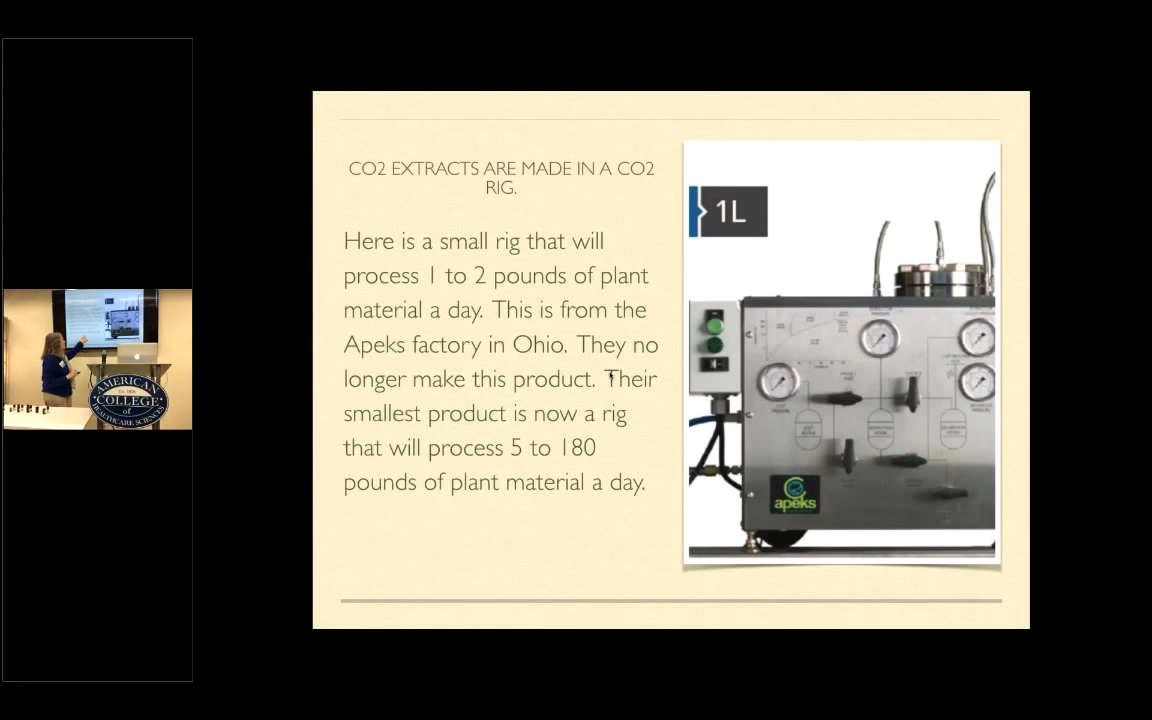 CO2 EXTRACTS ARE MADE IN A CO2
RIG.
Here is a small rig that will
process 1 to 2 pounds of plant
material a day. This is from the
Apeks factory in Ohio. They no
longer make this product. Their
smallest product is now a rig
that will process 5 to 180
pounds of plant material a day.
1L
apeks
AMERICAN
COLLEGE
of
HEALTHCARE SCIENCES